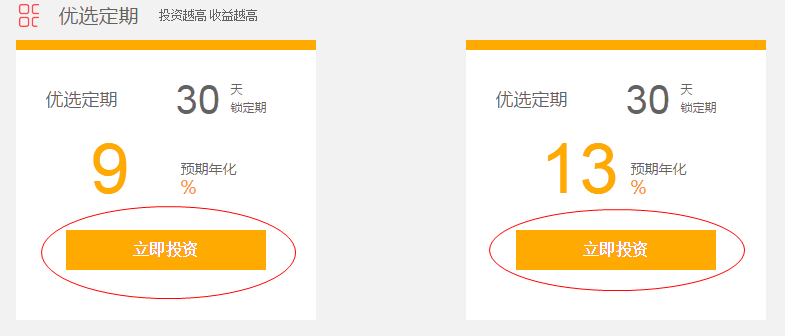 优选定期 投资越高 收益越高
优选定期 30 天 锁定期
9 预期年化 %
立即投资
优选定期 30 天 锁定期
13 预期年化 %
立即投资